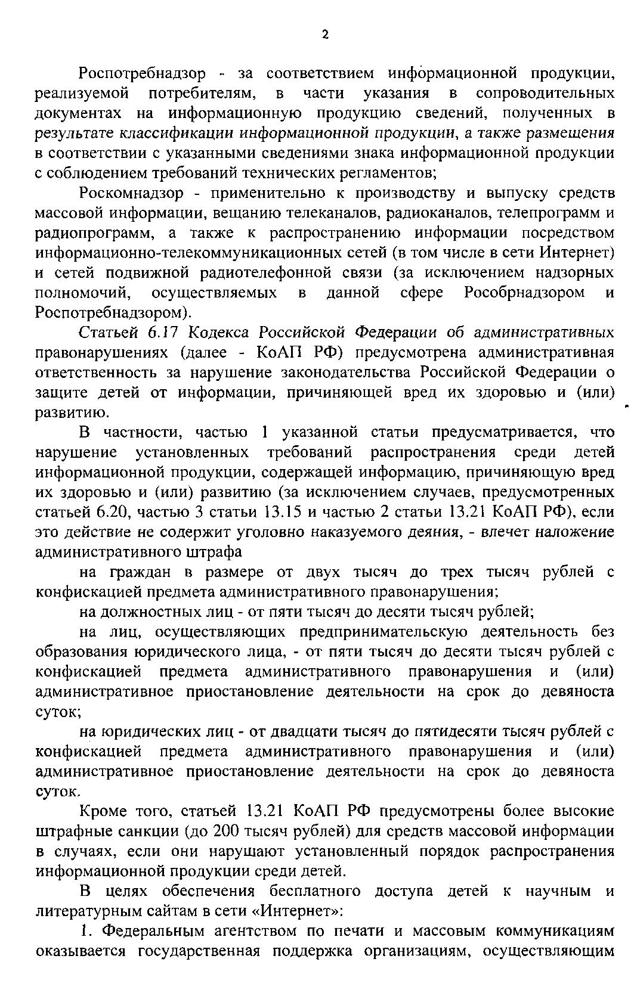 2
Роспотребнадзор - за соответствием информационной продукции,
реализуемой потребителям, в части указания в сопроводительных
документах на информационную продукцию сведений, полученных в
результате классификации информационной продукции, а также размещения
в соответствии с указанными сведениями знака информационной продукции
с соблюдением требований технических регламентов;
Роскомнадзор - применительно к производству и выпуску средств
массовой информации, вещанию телеканалов, радиоканалов, телепрограмм и
радиопрограмм, а также к распространению информации посредством
информационно-телекоммуникационных сетей (в том числе в сети Интернет)
и сетей подвижной радиотелефонной связи (за исключением надзорных
полномочий, осуществляемых в данной сфере Рособрнадзором и
Роспотребнадзором).
Статьей 6.17 Кодекса Российской Федерации об административных
правонарушениях (далее - КоАП РФ) предусмотрена административная
ответственность за нарушение законодательства Российской Федерации о
защите детей от информации, причиняющей вред их здоровью и (или)
развитию.
В частности, частью 1 указанной статьи предусматривается, что
нарушение установленных требований распространения среди детей
информационной продукции, содержащей информацию, причиняющую вред
их здоровью и (или) развитию (за исключением случаев, предусмотренных
статьей 6.20, частью 3 статьи 13.15 и частью 2 статьи 13.21 КоАП РФ), если
это действие не содержит уголовно наказуемого деяния, - влечет наложение
административного штрафа
на граждан в размере от двух тысяч до трех тысяч рублей с
конфискацией предмета административного правонарушения;
на должностных лиц - от пяти тысяч до десяти тысяч рублей;
на лиц, осуществляющих предпринимательскую деятельность без
образования юридического лица, - от пяти тысяч до десяти тысяч рублей с
конфискацией предмета административного правонарушения и (или)
административное приостановление деятельности на срок до девяноста
суток;
на юридических лиц - от двадцати тысяч до пятидесяти тысяч рублей с
конфискацией предмета административного правонарушения и (или)
административное приостановление деятельности на срок до девяноста
суток.
Кроме того, статьей 13.21 КоАП РФ предусмотрены более высокие
штрафные санкции (до 200 тысяч рублей) для средств массовой информации
в случаях, если они нарушают установленный порядок распространения
информационной продукции среди детей.
В целях обеспечения бесплатного доступа детей к научным и
литературным сайтам в сети «Интернет»:
1. Федеральным агентством по печати и массовым коммуникациям
оказывается государственная поддержка организациям, осуществляющим